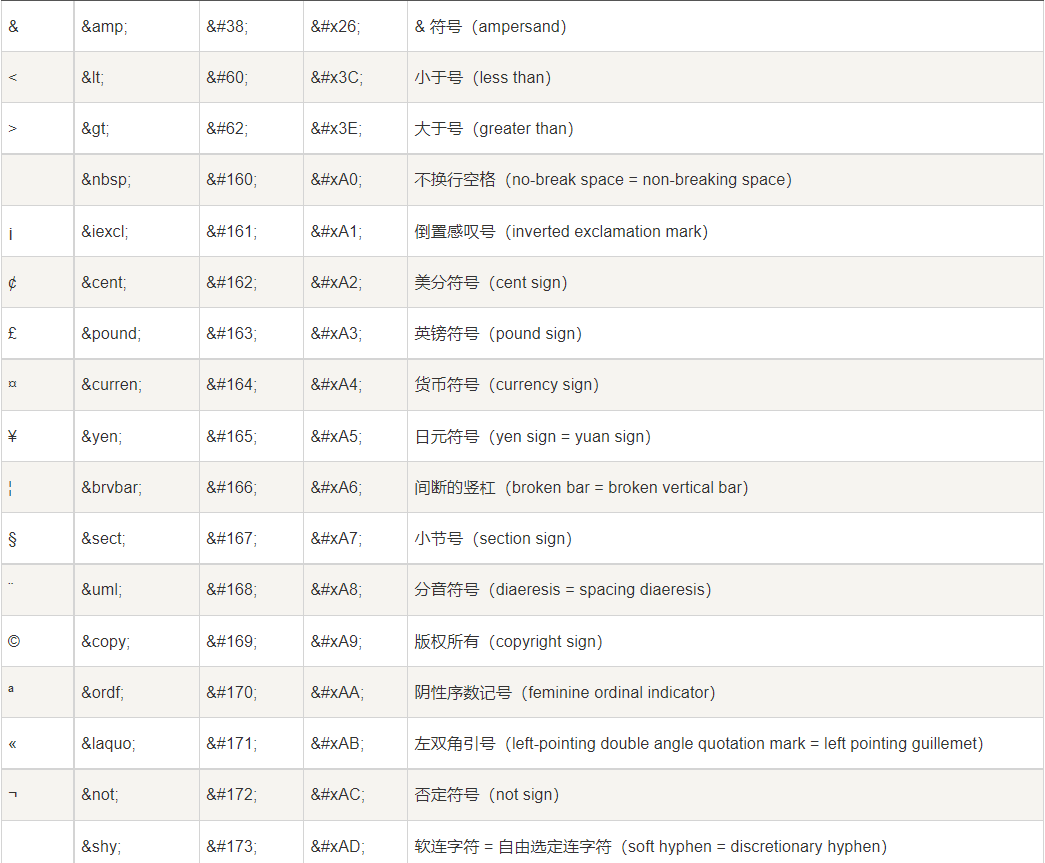 & &amp; &#38; &#x26; & 符号（ampersand）
< &lt; &#60; &#x3C; 小于号（less than）
> &gt; &#62; &#x3E; 大于号（greater than）
&nbsp; &#160; &#xA0; 不换行空格（no-break space = non-breaking space）
¡ &iexcl; &#161; &#xA1; 倒置感叹号（inverted exclamation mark）
¢ &cent; &#162; &#xA2; 美分符号（cent sign）
£ &pound; &#163; &#xA3; 英镑符号（pound sign）
¤ &curren; &#164; &#xA4; 货币符号（currency sign）
¥ &yen; &#165; &#xA5; 日元符号（yen sign = yuan sign）
¦ &brvbar; &#166; &#xA6; 间断的竖杠（broken bar = broken vertical bar）
§ &sect; &#167; &#xA7; 小节号（section sign）
¨ &uml; &#168; &#xA8; 分音符号（diaeresis = spacing diaeresis）
© &copy; &#169; &#xA9; 版权所有（copyright sign）
ª &ordf; &#170; &#xAA; 阴性序数记号（feminine ordinal indicator）
« &laquo; &#171; &#xAB; 左双角引号（left-pointing double angle quotation mark = left pointing guillemet）
¬ &not; &#172; &#xAC; 否定符号（not sign）
&shy; &#173; &#xAD; 软连字符 = 自由选定连字符（soft hyphen = discretionary hyphen）